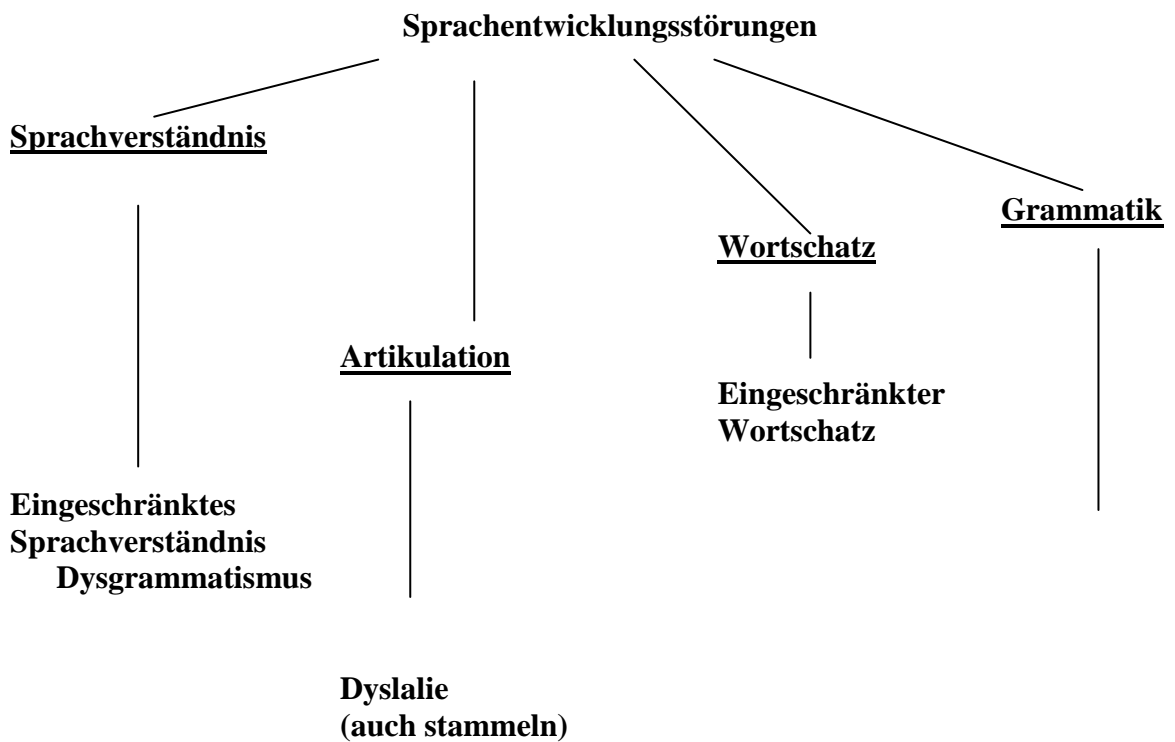 Sprachentwicklungsstörungen
Sprachverständnis
Grammatik
Wortschatz
Artikulation
Eingeschränkter
Wortschatz
Eingeschränktes
Sprachverständnis
Dysgrammatismus
Dyslalie
(auch stammeln)